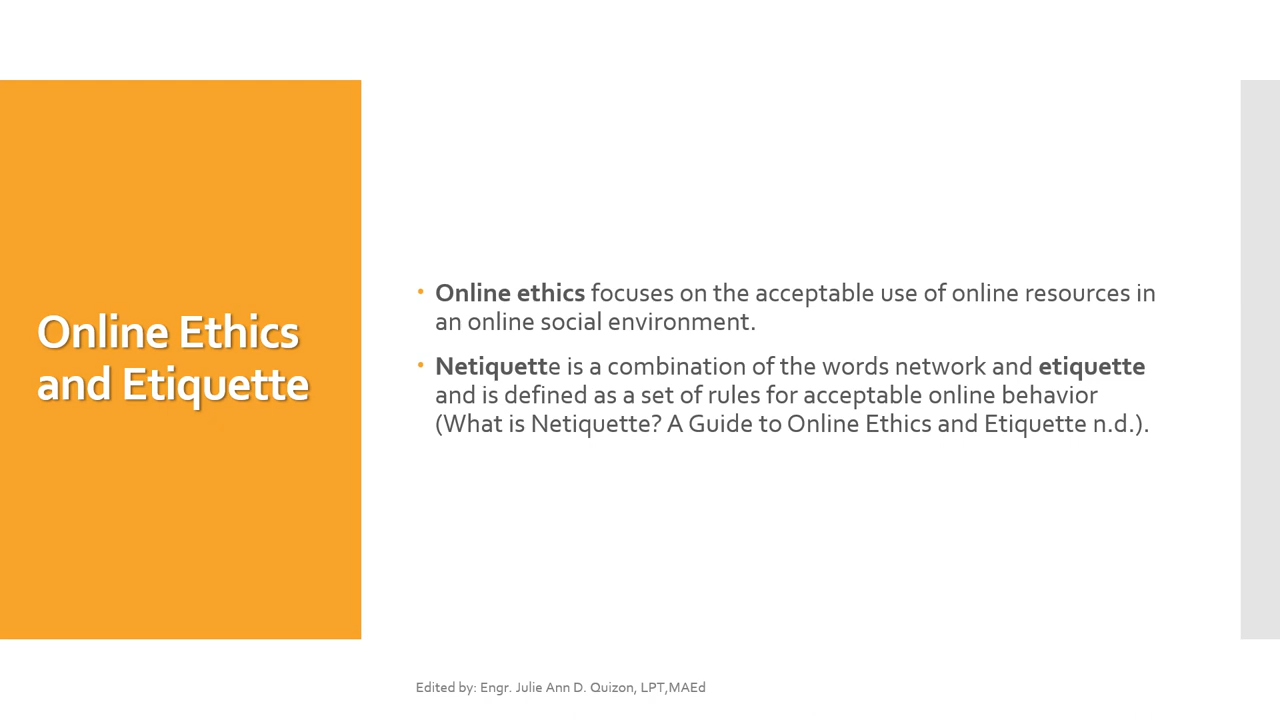 Online Ethics
and Etiquette
• Online ethics focuses on the acceptable use of online resources in
an online social environment.
• Netiquette is a combination of the words network and etiquette
and is defined as a set of rules for acceptable online behavior
(What is Netiquette? A Guide to Online Ethics and Etiquette n.d.).
Edited by: Engr. Julie Ann D. Quizon, LPT,MAEd